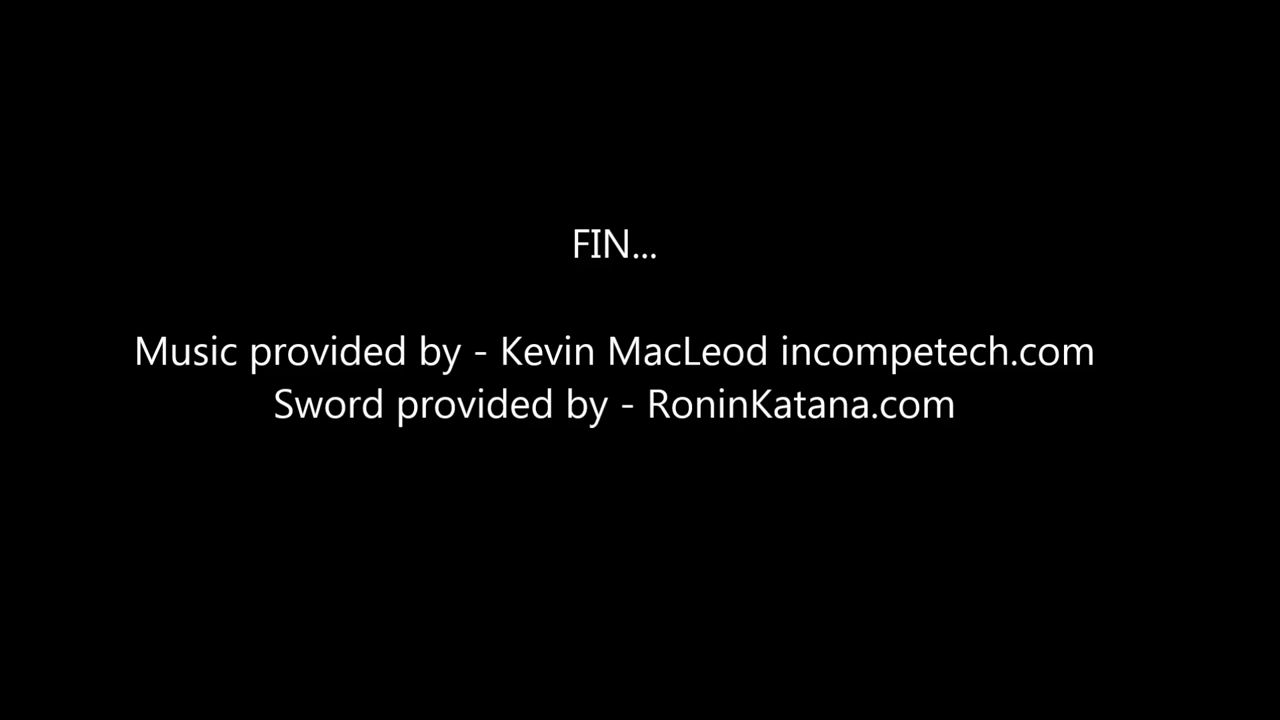 FIN...
Music provided by - Kevin MacLeod incompetech.com
Sword provided by - RoninKatana.com